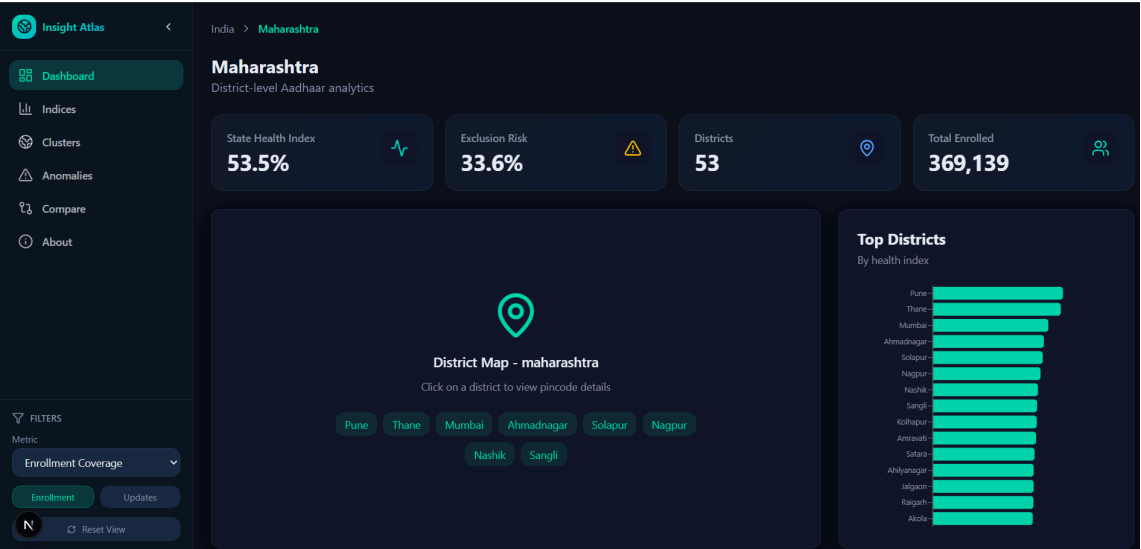 Insight Atlas
Dashboard
Indices
Clusters
Anomalies
Compare
About
FILTERS
Metric
Enrollment Coverage
Enrollment
Updates
N
Reset View
India > Maharashtra
Maharashtra
District-level Aadhaar analytics
State Health Index
53.5%
Exclusion Risk
33.6%
Districts
53
Total Enrolled
369,139
District Map - maharashtra
Click on a district to view pincode details
Pune
Thane
Mumbai
Ahmadnagar
Solapur
Nagpur
Nashik
Sangli
Top Districts
By health index
Pune
Thane
Mumbai
Ahmadnagar
Solapur
Nagpur
Nashik
Sangli
Kolhapur
Amravati
Satara
Ahilyanagar
Jalgaon
Raigarh
Akola